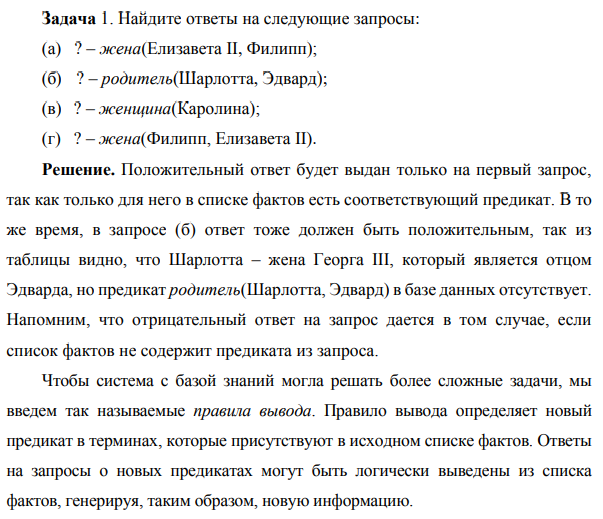 Задача 1. Найдите ответы на следующие запросы:
(а) ? – жена(Елизавета II, Филипп);
(б) ? – родитель(Шарлотта, Эдвард);
(в) ? – женщина(Каролина);
(г) ? – жена(Филипп, Елизавета II).
Решение. Положительный ответ будет выдан только на первый запрос,
так как только для него в списке фактов есть соответствующий предикат. В то
же время, в запросе (б) ответ тоже должен быть положительным, так из
таблицы видно, что Шарлотта – жена Георга III, который является отцом
Эдварда, но предикат родитель(Шарлотта, Эдвард) в базе данных отсутствует.
Напомним, что отрицательный ответ на запрос дается в том случае, если
список фактов не содержит предиката из запроса.
Чтобы система с базой знаний могла решать более сложные задачи, мы
введем так называемые правила вывода. Правило вывода определяет новый
предикат в терминах, которые присутствуют в исходном списке фактов. Ответы
на запросы о новых предикатах могут быть логически выведены из списка
фактов, генерируя, таким образом, новую информацию.